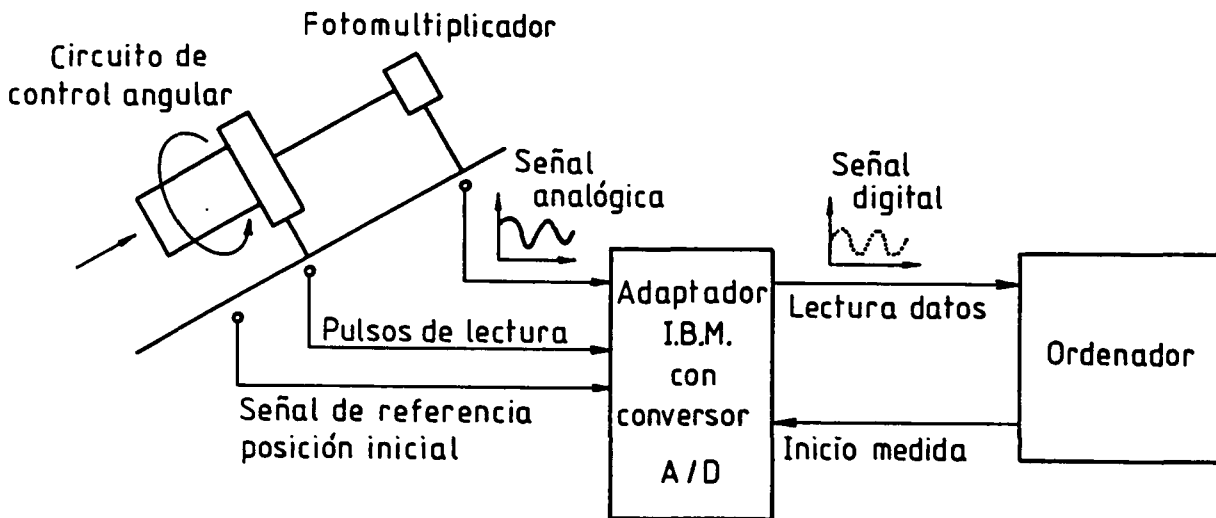 Fotomultiplicador
Circuito de
control angular
Señal
analógica
Señal
digital
Adaptador
I.B.M.
con
conversor
A/D
Lectura datos
Ordenador
Pulsos de lectura
Señal de referencia
posición inicial
Inicio medida